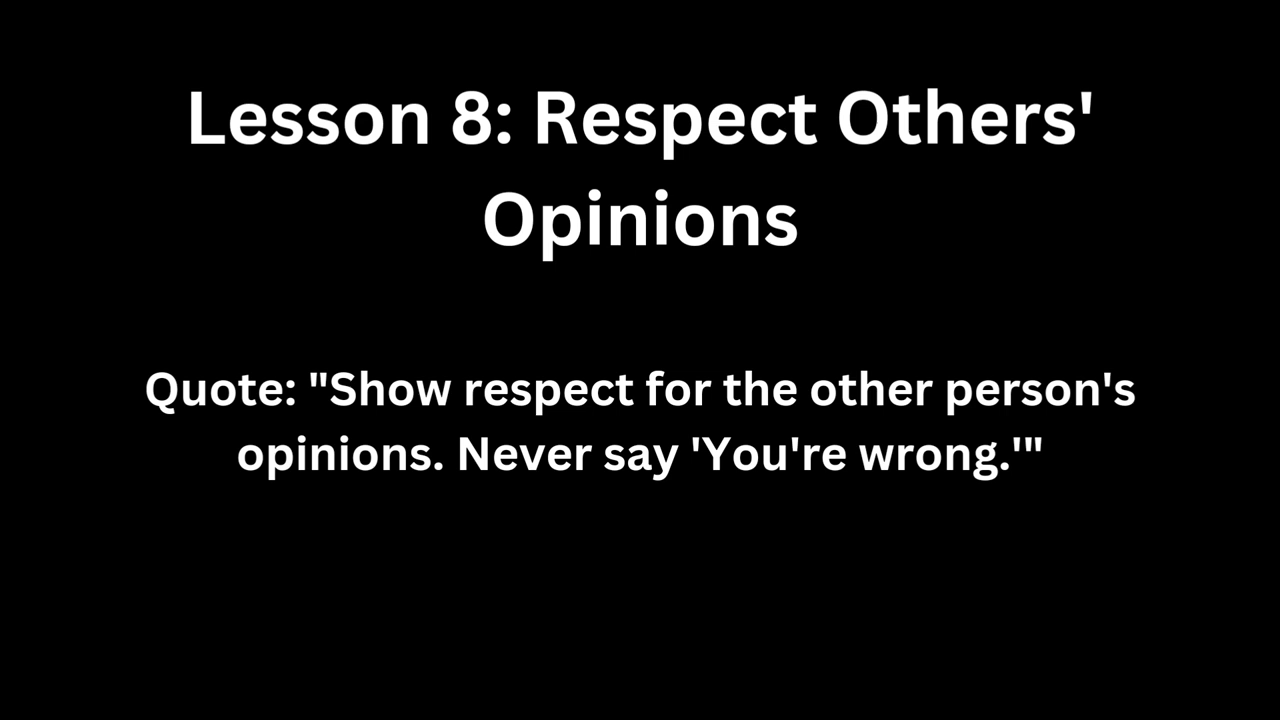 Lesson 8: Respect Others'
Opinions
Quote: "Show respect for the other person's
opinions. Never say 'You're wrong.'"